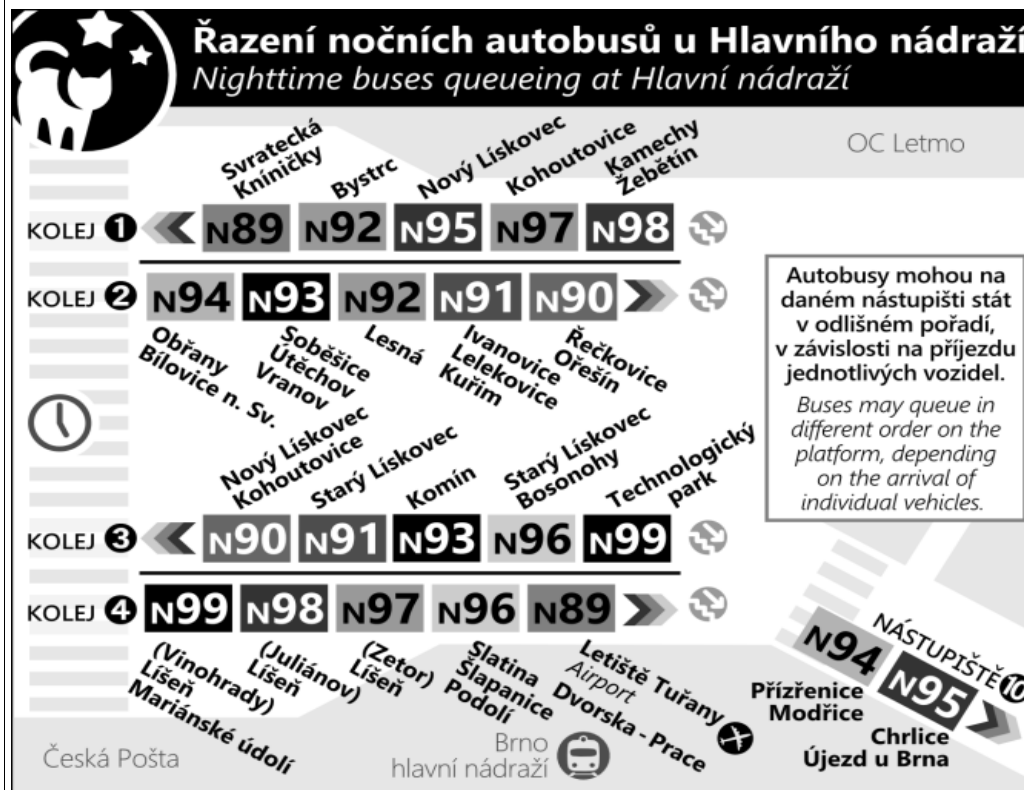 Řazení nočních autobusů u Hlavního nádraží
Nighttime buses queueing at Hlavní nádraží
OC Letmo
Svratecká
Kníničky
Bystrc
Nový Lískovec
Kohoutovice
Kamechy
Žebětín
KOLEJ 1 N89 N92 N95 N97 N98
KOLEJ 2 N94 N93 N92 N91 N90
Obřany
Bílovice n. Sv.
Soběšice
Útěchov
Vranov
Lesná
Ivanovice
Lelekovice
Kuřim
Řečkovice
Ořešín
Autobusy mohou na
daném nástupišti stát
v odlišném pořadí,
v závislosti na příjezdu
jednotlivých vozidel.
Buses may queue in
different order on the
platform, depending
on the arrival of
individual vehicles.
Nový Lískovec
Kohoutovice
Starý Lískovec
Komín
Starý Lískovec
Bosonohy
Technologický
park
KOLEJ 3 N90 N91 N93 N96 N99
KOLEJ 4 N99 N98 N97 N96 N89
(Vinohrady)
Líšeň
Mariánské údolí
(Juliánov)
Líšeň
(Zetor)
Líšeň
Slatina
Šlapanice
Podolí
Letiště Tuřany
Airport
Dvorska - Prace
NÁSTUPIŠTĚ 10
N94 N95
Přízřenice
Modřice
Chrlice
Újezd u Brna
Česká Pošta
Brno
hlavní nádraží